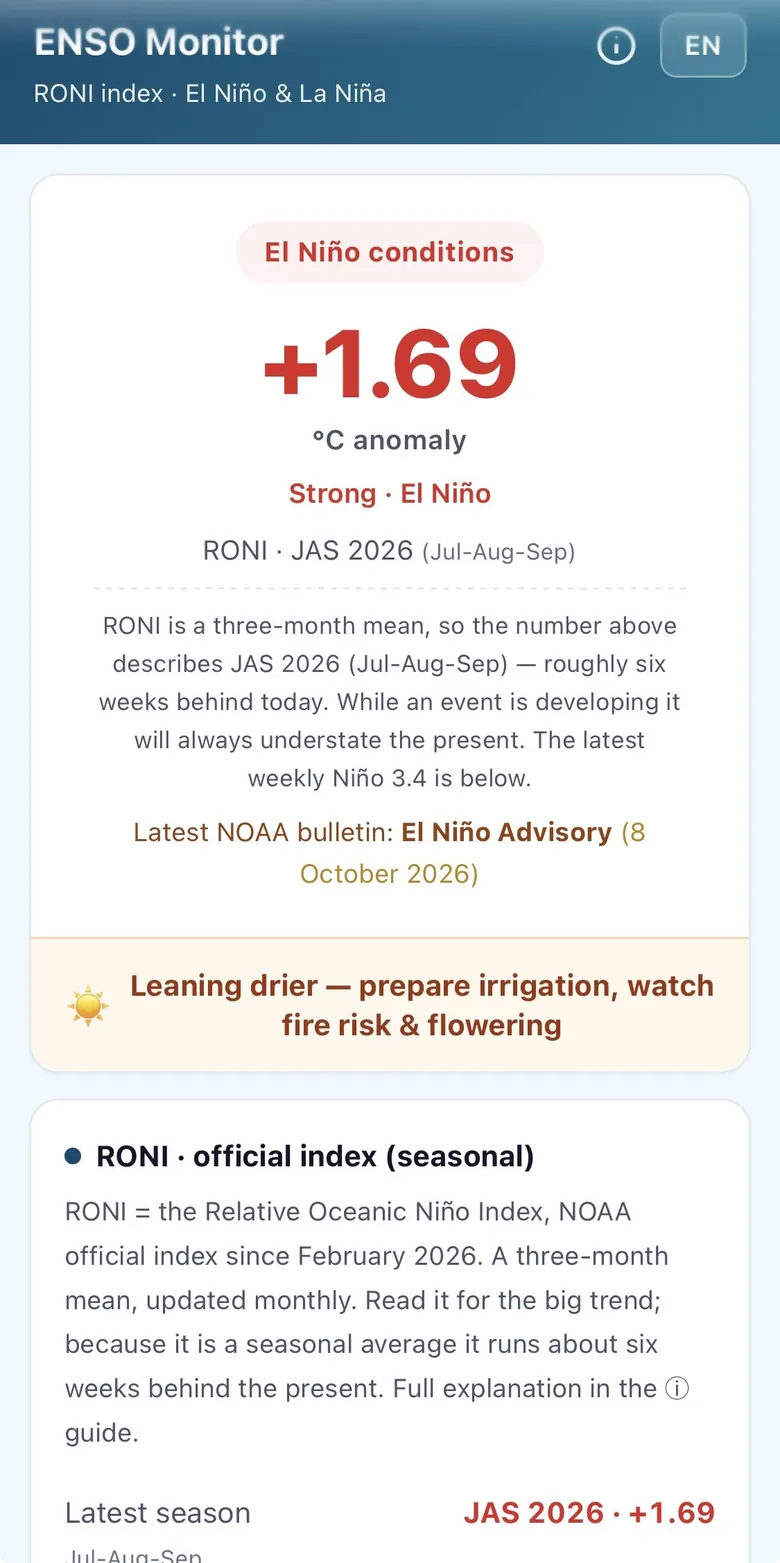 ENSO Monitor
EN
RONI index · El Niño & La Niña
El Niño conditions
+1.69
°C anomaly
Strong · El Niño
RONI · JAS 2026 (Jul-Aug-Sep)
RONI is a three-month mean, so the number above
describes JAS 2026 (Jul-Aug-Sep) — roughly six
weeks behind today. While an event is developing it
will always understate the present. The latest
weekly Niño 3.4 is below.
Latest NOAA bulletin: El Niño Advisory (8
October 2026)
Leaning drier — prepare irrigation, watch
fire risk & flowering
RONI · official index (seasonal)
RONI = the Relative Oceanic Niño Index, NOAA
official index since February 2026. A three-month
mean, updated monthly. Read it for the big trend;
because it is a seasonal average it runs about six
weeks behind the present. Full explanation in the ⓘ
guide.
Latest season
JAS 2026 · +1.69
Jul-Aug-Sep